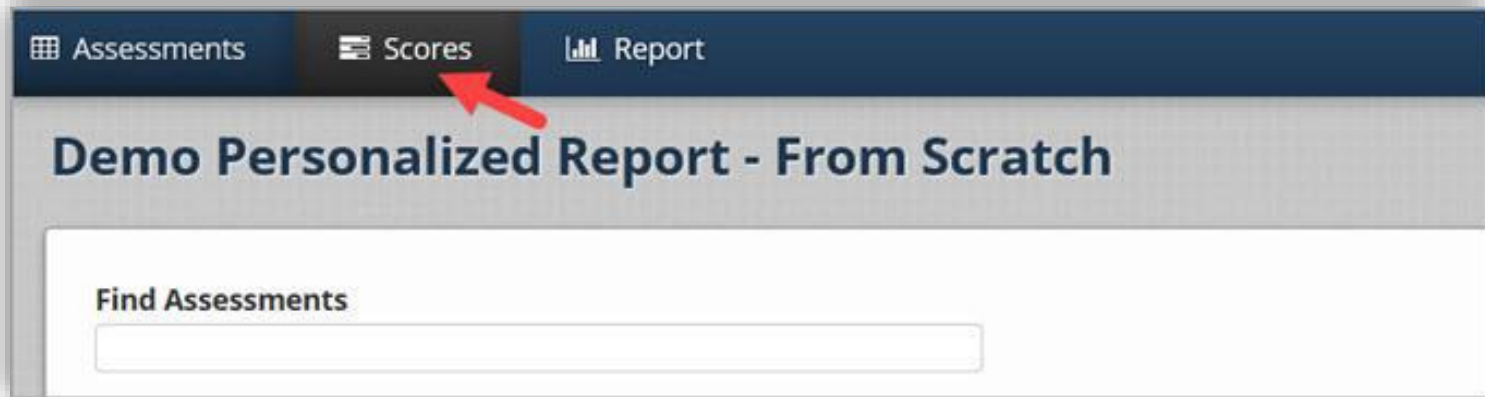 Assessments Scores Report
Demo Personalized Report - From Scratch
Find Assessments